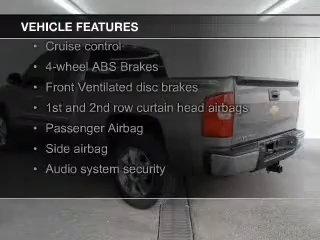 VEHICLE FEATURES
• Cruise control
• 4-wheel ABS Brakes
• Front Ventilated disc brakes
• 1st and 2nd row curtain head airbags
• Passenger Airbag
• Side airbag
• Audio system security